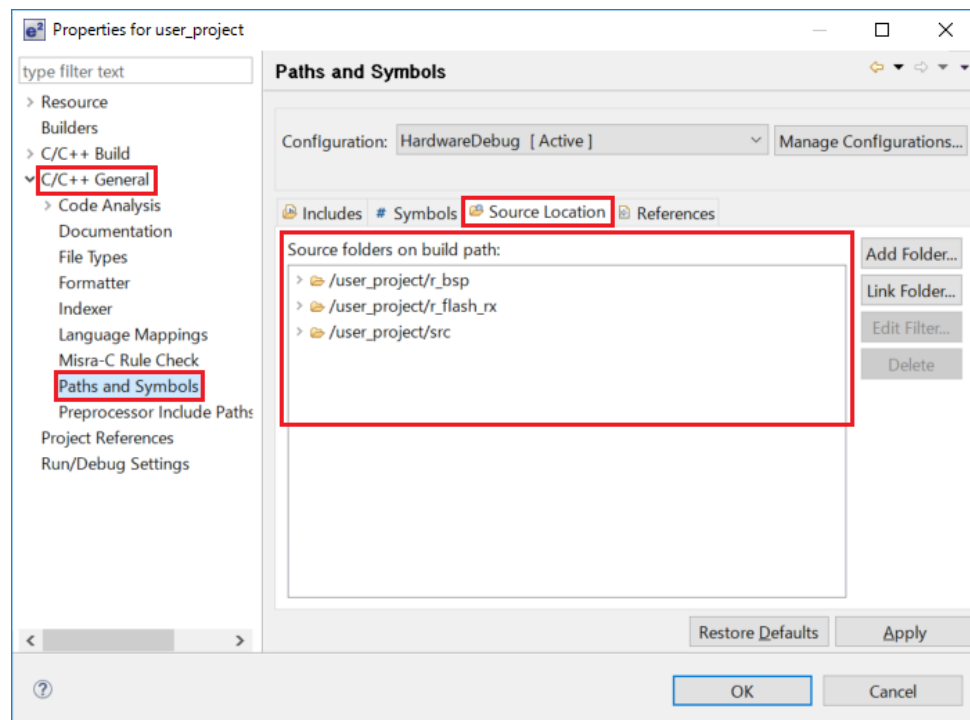 e² Properties for user_project
type filter text
Resource
Builders
C/C++ Build
C/C++ General
Code Analysis
Documentation
File Types
Formatter
Indexer
Language Mappings
Misra-C Rule Check
Paths and Symbols
Preprocessor Include Paths
Project References
Run/Debug Settings
Paths and Symbols
Configuration: HardwareDebug [ Active ] Manage Configurations...
Includes # Symbols Source Location References
Source folders on build path:
/user_project/r_bsp
/user_project/r_flash_rx
/user_project/src
Add Folder...
Link Folder...
Edit Filter...
Delete
Restore Defaults Apply
? OK Cancel